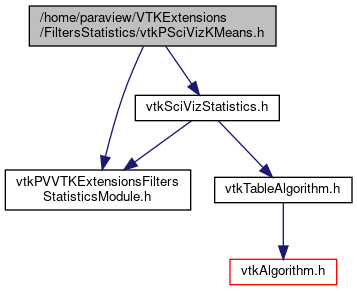 /home/paraview/VTKExtensions
/FiltersStatistics/vtkPSciVizKMeans.h
vtkSciVizStatistics.h
vtkPVVTKExtensionsFilters
StatisticsModule.h
vtkTableAlgorithm.h
vtkAlgorithm.h